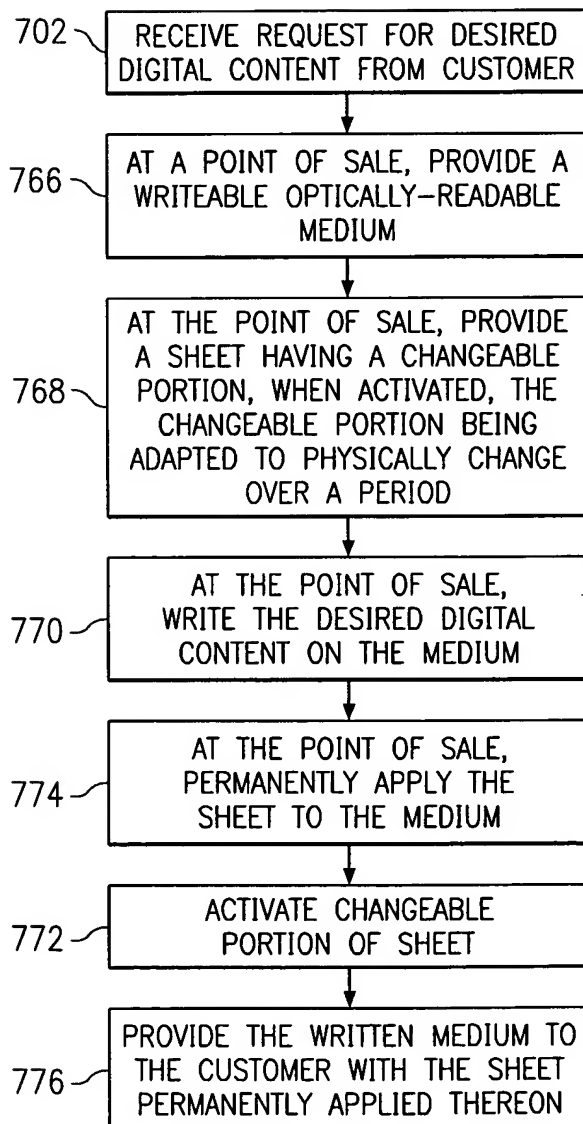 702
RECEIVE REQUEST FOR DESIRED
DIGITAL CONTENT FROM CUSTOMER
766
AT A POINT OF SALE, PROVIDE A
WRITEABLE OPTICALLY-READABLE
MEDIUM
768
AT THE POINT OF SALE, PROVIDE
A SHEET HAVING A CHANGEABLE
PORTION, WHEN ACTIVATED, THE
CHANGEABLE PORTION BEING
ADAPTED TO PHYSICALLY CHANGE
OVER A PERIOD
770
AT THE POINT OF SALE,
WRITE THE DESIRED DIGITAL
CONTENT ON THE MEDIUM
774
AT THE POINT OF SALE,
PERMANENTLY APPLY THE
SHEET TO THE MEDIUM
772
ACTIVATE CHANGEABLE
PORTION OF SHEET
776
PROVIDE THE WRITTEN MEDIUM TO
THE CUSTOMER WITH THE SHEET
PERMANENTLY APPLIED THEREON